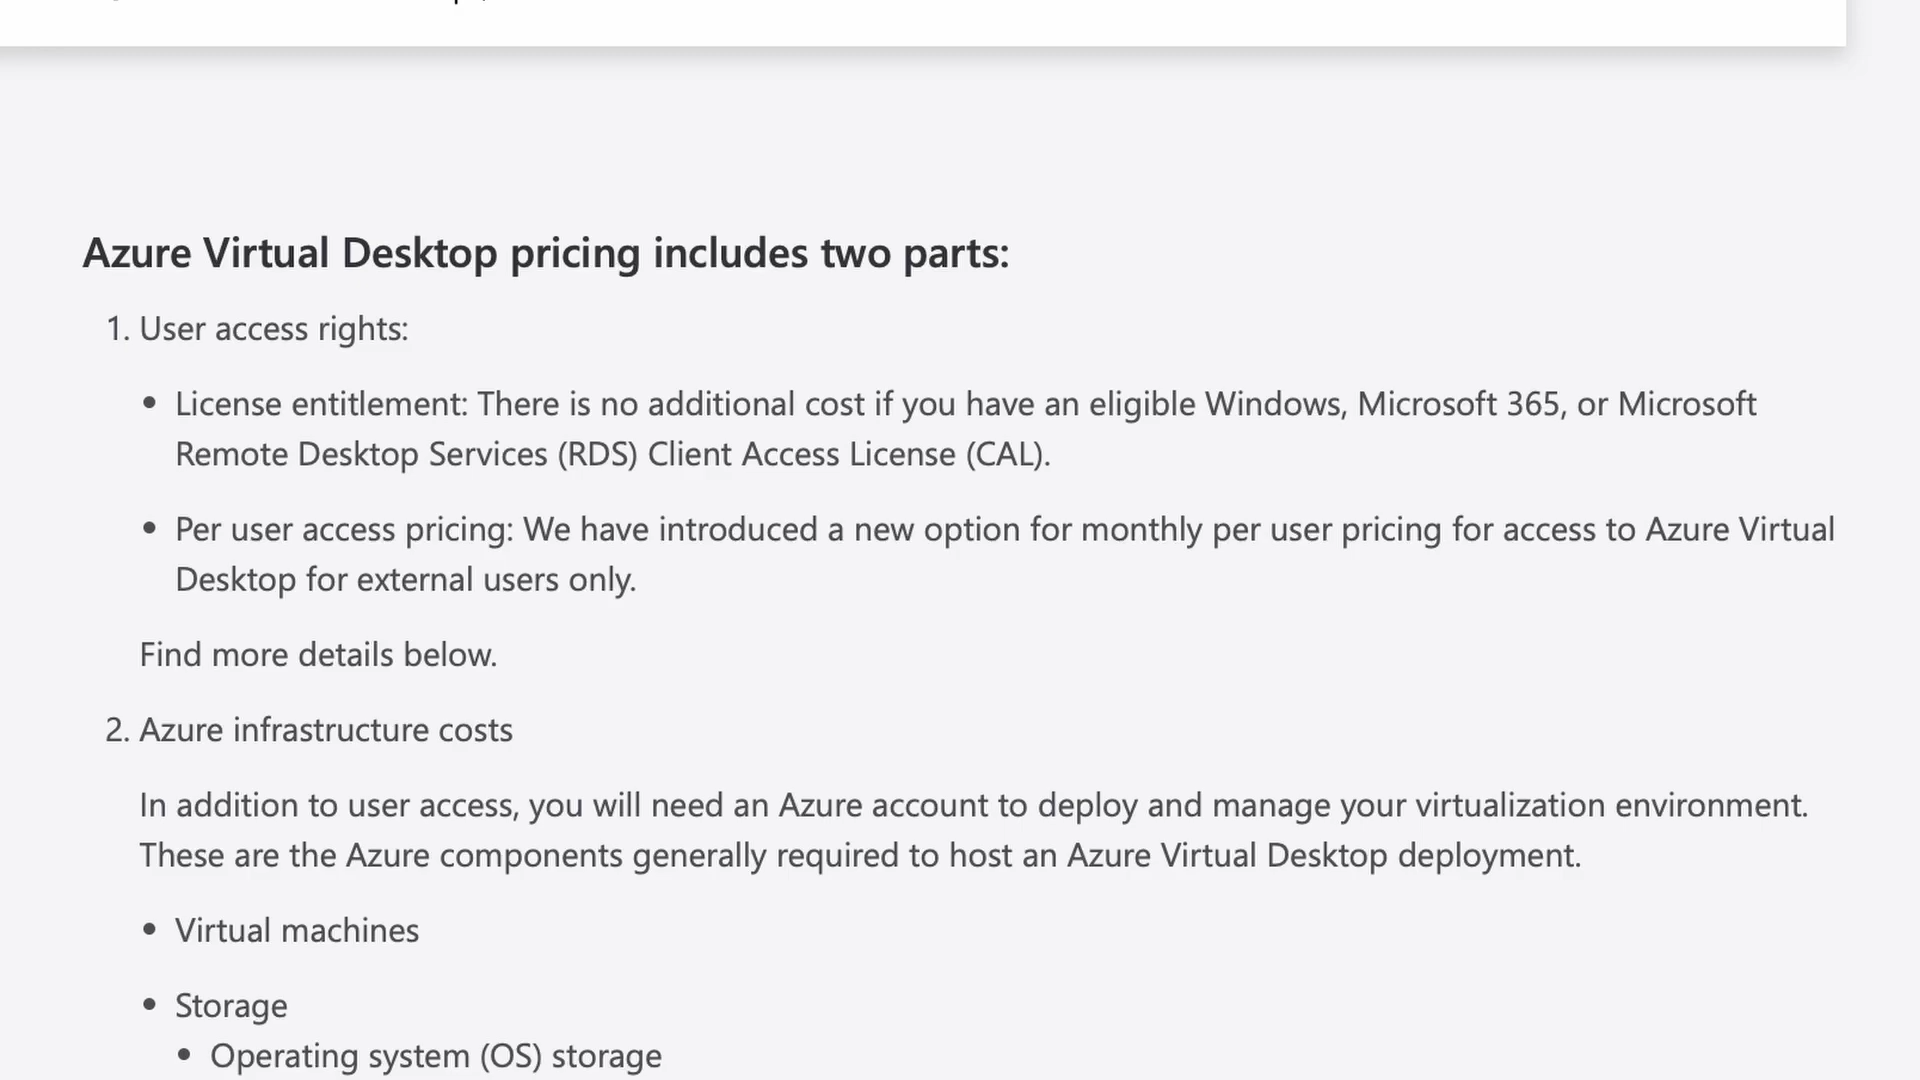 Azure Virtual Desktop pricing includes two parts:
1. User access rights:
• License entitlement: There is no additional cost if you have an eligible Windows, Microsoft 365, or Microsoft
Remote Desktop Services (RDS) Client Access License (CAL).
• Per user access pricing: We have introduced a new option for monthly per user pricing for access to Azure Virtual
Desktop for external users only.
Find more details below.
2. Azure infrastructure costs
In addition to user access, you will need an Azure account to deploy and manage your virtualization environment.
These are the Azure components generally required to host an Azure Virtual Desktop deployment.
• Virtual machines
• Storage
• Operating system (OS) storage